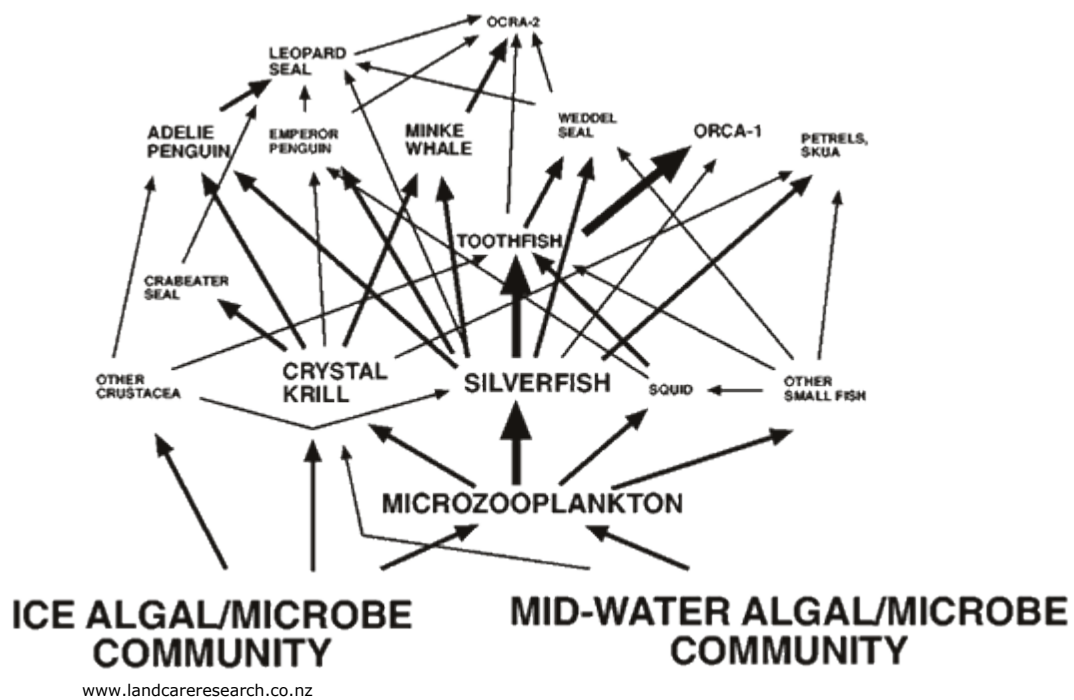 OCRA-2
LEOPARD
SEAL
ADELIE
PENGUIN
EMPEROR
PENGUIN
MINKE
WHALE
WEDDEL
SEAL
ORCA-1
PETRELS,
SKUA
TOOTHFISH
CRABEATER
SEAL
OTHER
CRUSTACEA
CRYSTAL
KRILL
SILVERFISH
SQUID
OTHER
SMALL FISH
MICROZOOPLANKTON
ICE ALGAL/MICROBE
COMMUNITY
MID-WATER ALGAL/MICROBE
COMMUNITY
www.landcareresearch.co.nz